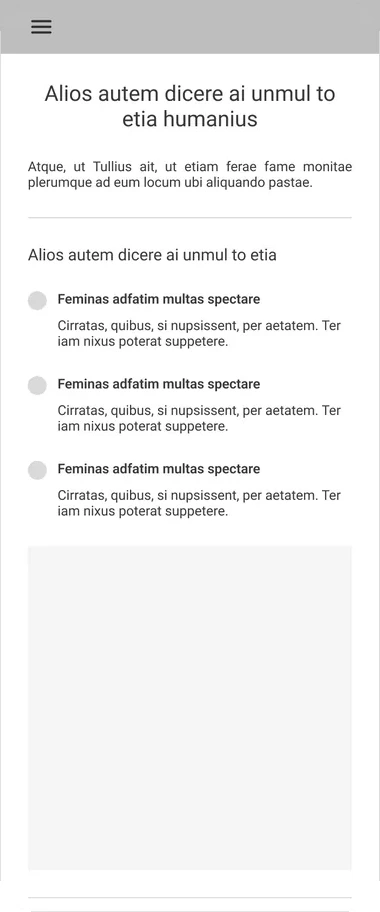 Alios autem dicere ai unmul to
etia humanius
Atque, ut Tullius ait, ut etiam ferae fame monitae
plerumque ad eum locum ubi aliquando pastae.
Alios autem dicere ai unmul to etia
Feminas adfatim multas spectare
Cirratas, quibus, si nupsissent, per aetatem. Ter
iam nixus poterat suppetere.
Feminas adfatim multas spectare
Cirratas, quibus, si nupsissent, per aetatem. Ter
iam nixus poterat suppetere.
Feminas adfatim multas spectare
Cirratas, quibus, si nupsissent, per aetatem. Ter
iam nixus poterat suppetere.